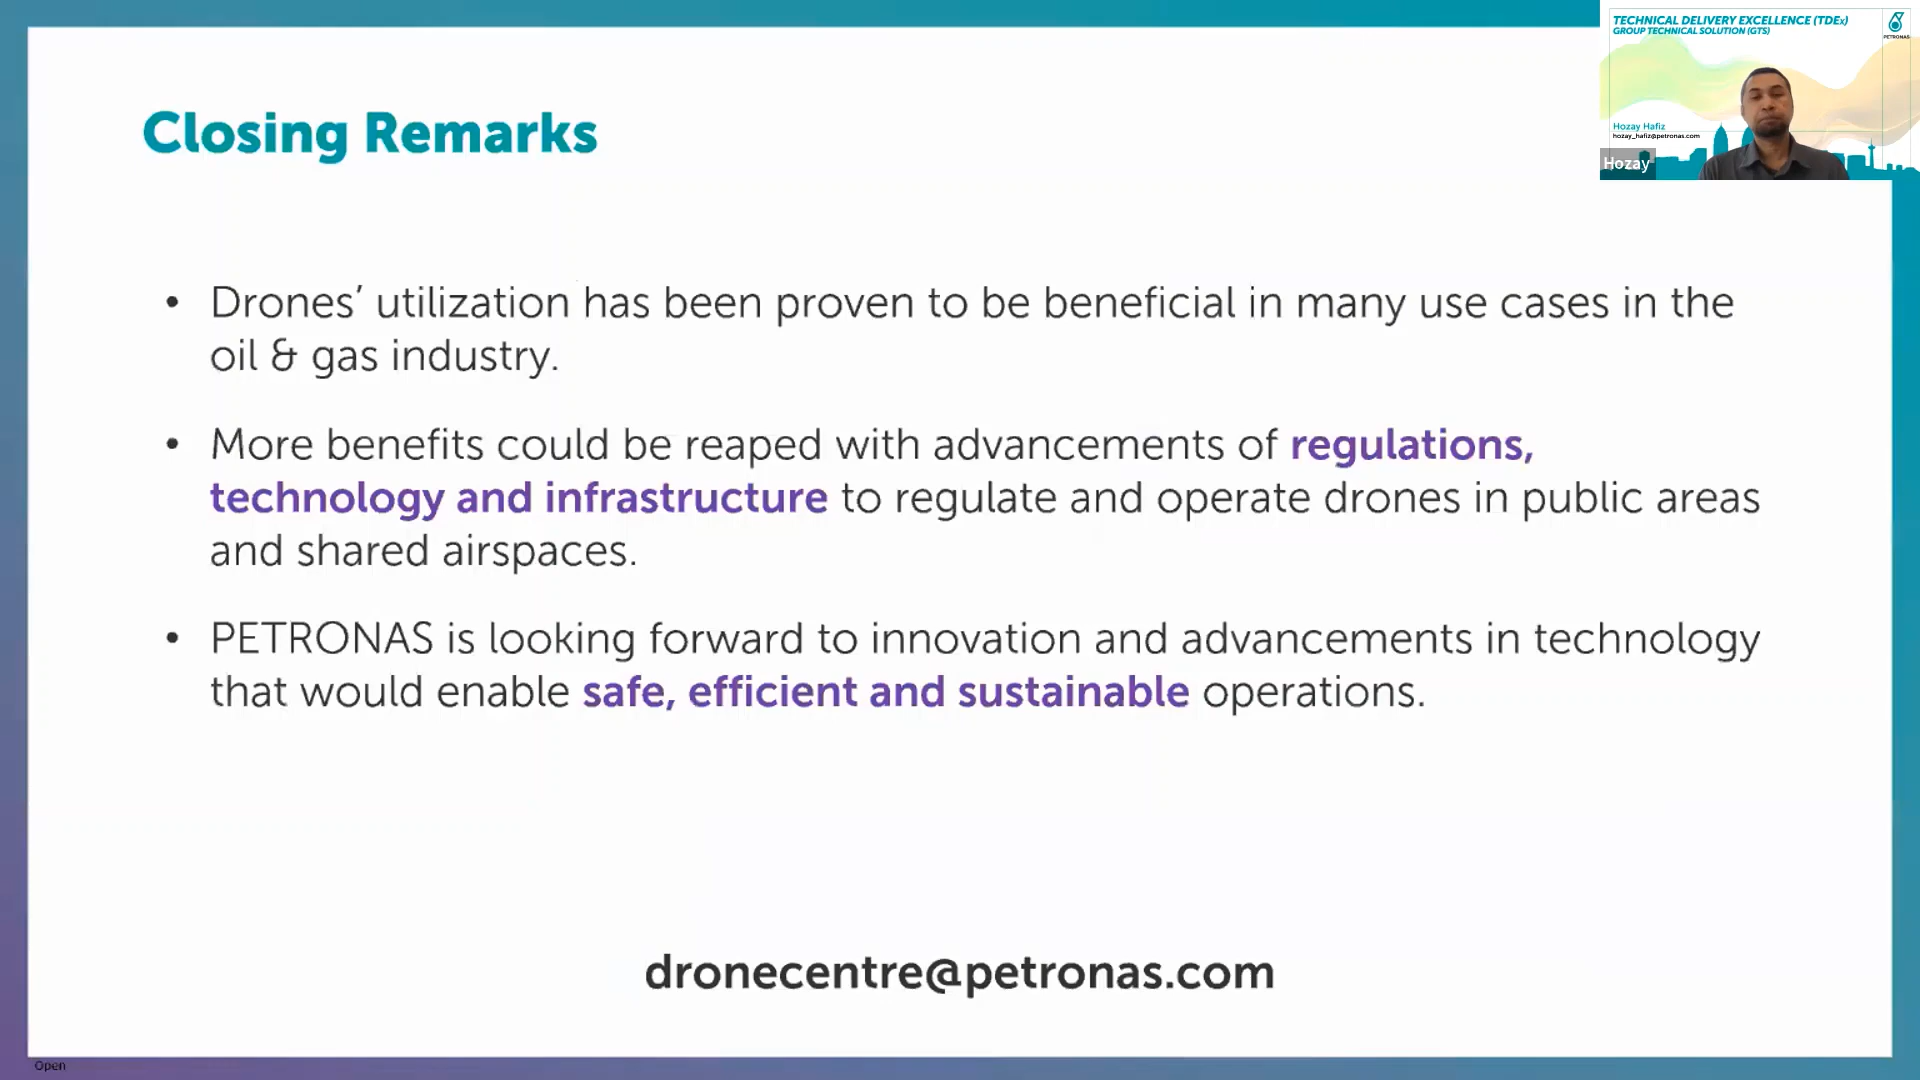 TECHNICAL DELIVERY EXCELLENCE (TDEx)
GROUP TECHNICAL SOLUTION (GTS)
PETRONAS
Hozay Hafiz
hozay_hafiz@petronas.com
Hozay
Closing Remarks
• Drones’ utilization has been proven to be beneficial in many use cases in the
oil & gas industry.
• More benefits could be reaped with advancements of regulations,
technology and infrastructure to regulate and operate drones in public areas
and shared airspaces.
• PETRONAS is looking forward to innovation and advancements in technology
that would enable safe, efficient and sustainable operations.
dronecentre@petronas.com
Open